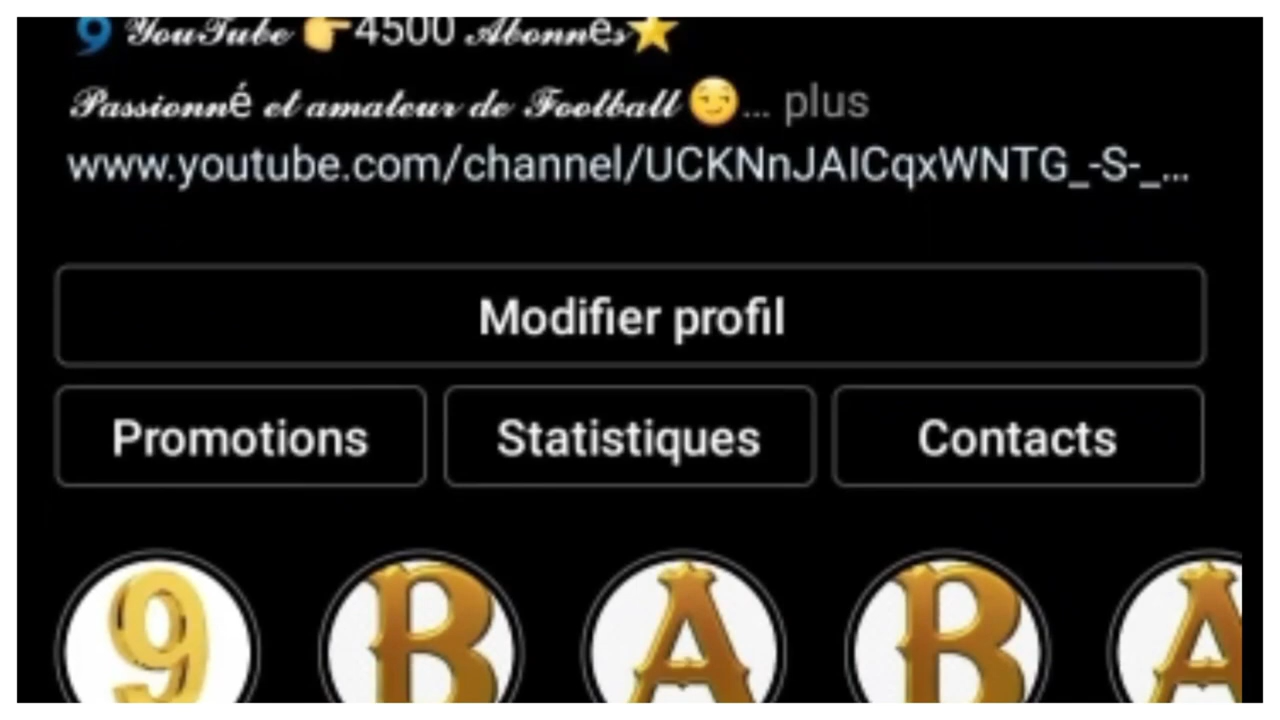 𝒴ℴ𝓊𝒯𝓊𝒷ℯ 👉4500 𝒜𝒷ℴ𝓃𝓃és⭐
𝒫𝒶𝓈𝓈𝒾ℴ𝓃𝓃é ℯ𝓉 𝒶𝓂𝒶𝓉ℯ𝓊𝓇 𝒹ℯ ℱℴℴ𝓉𝒷𝒶𝓁𝓁 😏... plus
www.youtube.com/channel/UCKNnJAICqxWNTG_-S-_...
Modifier profil
Promotions
Statistiques
Contacts
9 B A B A